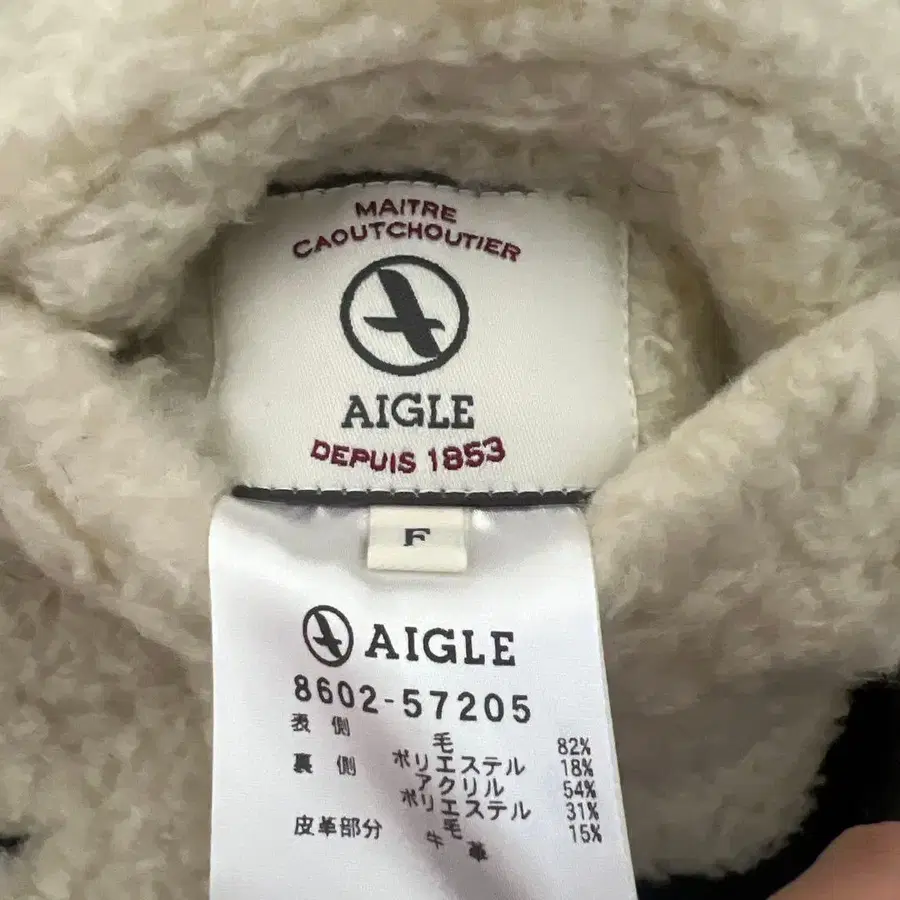 MAITRE
CAOUTCHOUTIER
AIGLE
DEPUIS 1853
F
AIGLE
8602-57205
表側 毛 82%
ポリエステル 18%
裏側 アクリル 54%
ポリエステル 31%
毛 15%
皮革部分 牛革